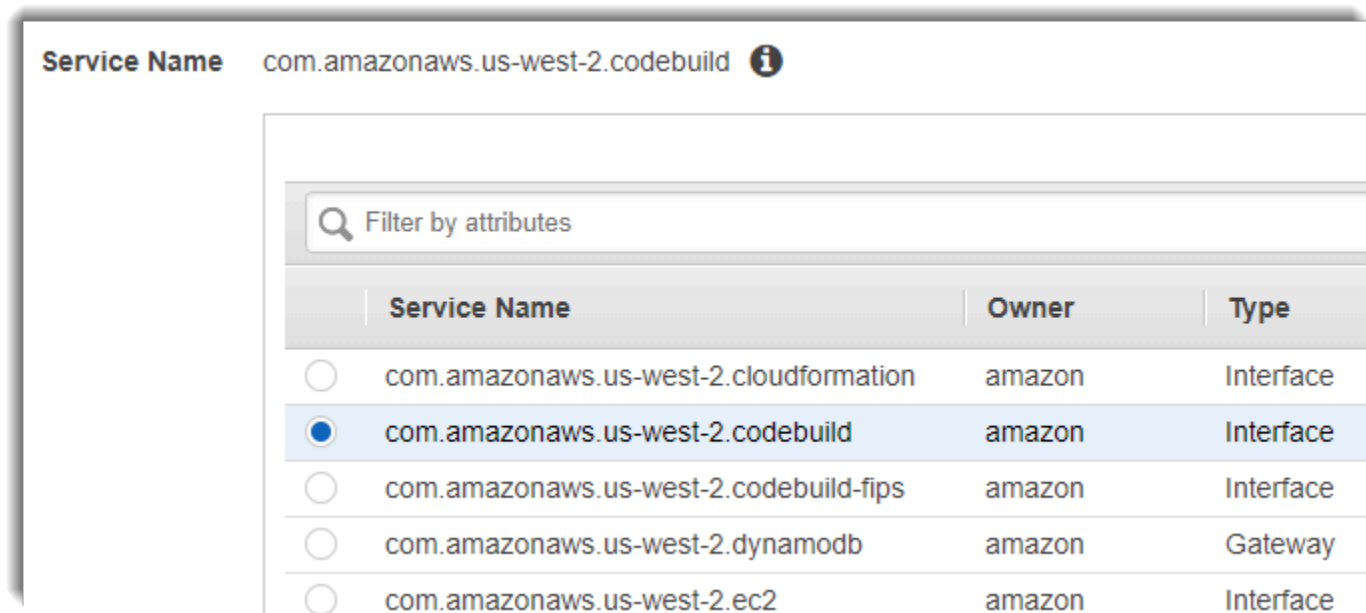 Service Name com.amazonaws.us-west-2.codebuild
Filter by attributes
Service Name Owner Type
com.amazonaws.us-west-2.cloudformation amazon Interface
com.amazonaws.us-west-2.codebuild amazon Interface
com.amazonaws.us-west-2.codebuild-fips amazon Interface
com.amazonaws.us-west-2.dynamodb amazon Gateway
com.amazonaws.us-west-2.ec2 amazon Interface